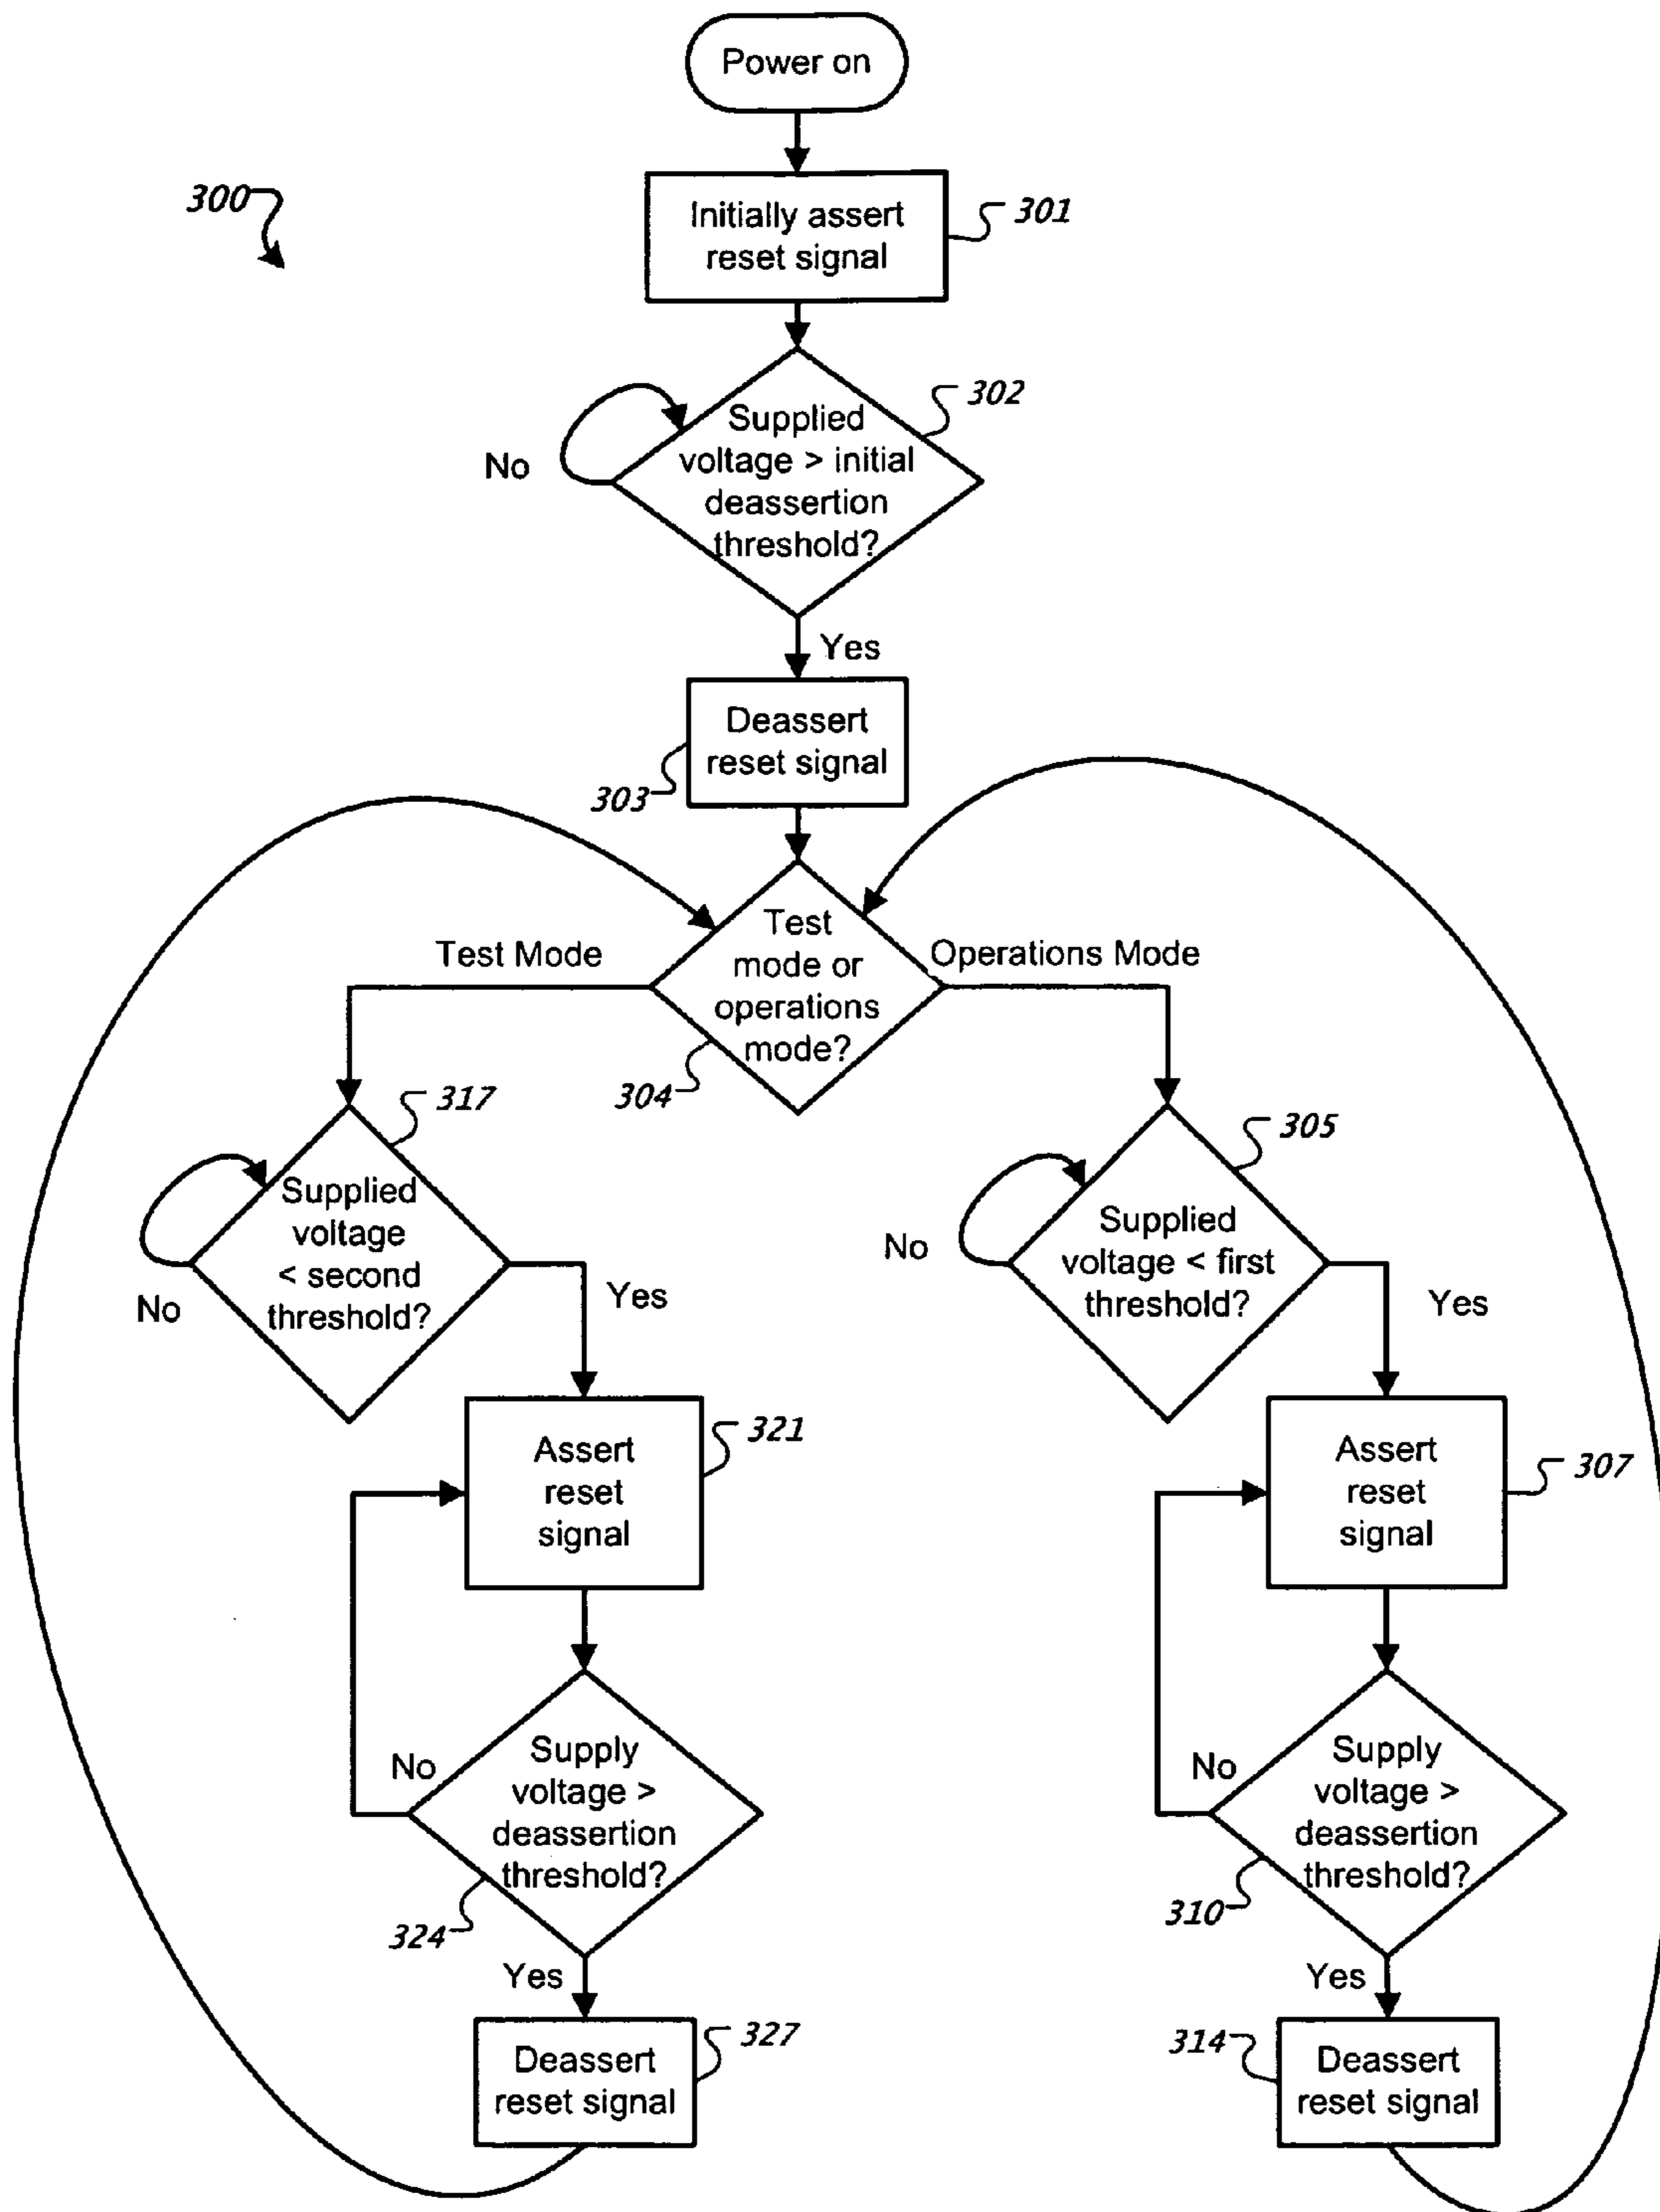 Power on
300
Initially assert
reset signal
301
302
Supplied
voltage > initial
deassertion
threshold?
No
Yes
Deassert
reset signal
303
Test
mode or
operations
mode?
Test Mode
Operations Mode
304
317
Supplied
voltage
< second
threshold?
No
Yes
305
Supplied
voltage < first
threshold?
No
Yes
Assert
reset
signal
321
Assert
reset
signal
307
Supply
voltage >
deassertion
threshold?
No
324
Yes
Supply
voltage >
deassertion
threshold?
No
310
Yes
Deassert
reset signal
327
Deassert
reset signal
314